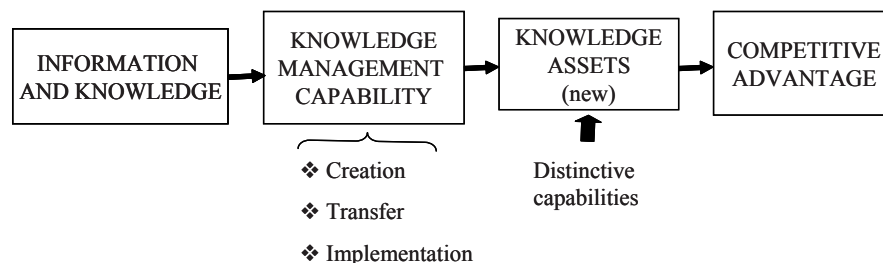 INFORMATION
AND KNOWLEDGE
KNOWLEDGE
MANAGEMENT
CAPABILITY
KNOWLEDGE
ASSETS
(new)
COMPETITIVE
ADVANTAGE
❖ Creation
❖ Transfer
❖ Implementation
Distinctive
capabilities